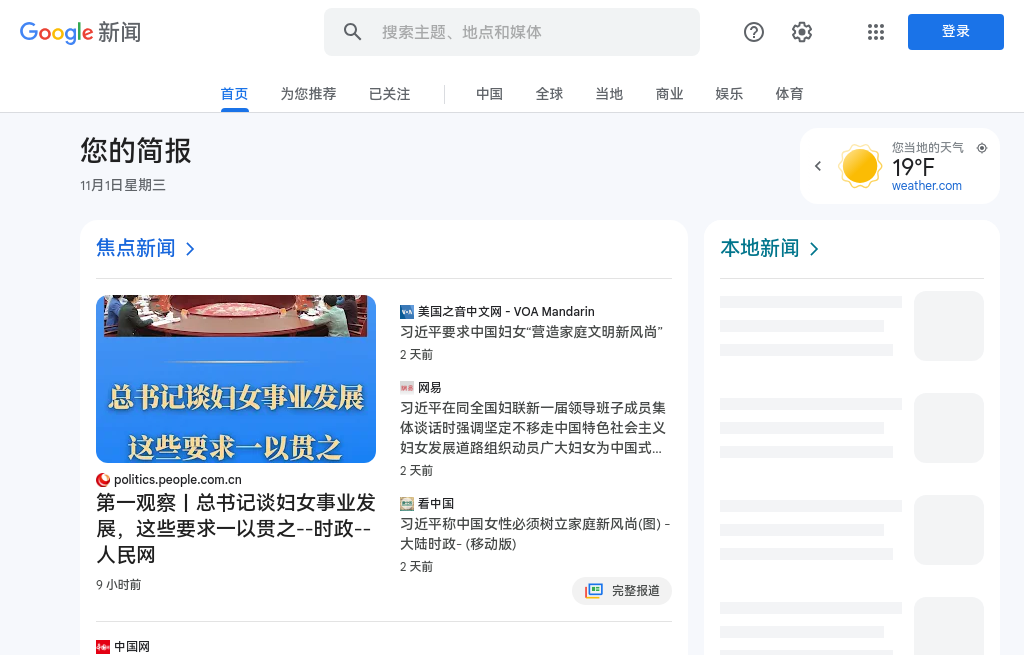 Google 新闻
搜索主题、地点和媒体
登录
首页
为您推荐
已关注
中国
全球
当地
商业
娱乐
体育
您的简报
11月1日星期三
您当地的天气
19°F
weather.com
焦点新闻
总书记谈妇女事业发展
这些要求一以贯之
politics.people.com.cn
第一观察丨总书记谈妇女事业发
展，这些要求一以贯之--时政--
人民网
9 小时前
美国之音中文网 - VOA Mandarin
习近平要求中国妇女“营造家庭文明新风尚”
2 天前
网易
习近平在同全国妇联新一届领导班子成员集
体谈话时强调坚定不移走中国特色社会主义
妇女发展道路组织动员广大妇女为中国式...
2 天前
看中国
习近平称中国女性必须树立家庭新风尚(图) -
大陆时政- (移动版)
2 天前
完整报道
中国网
本地新闻